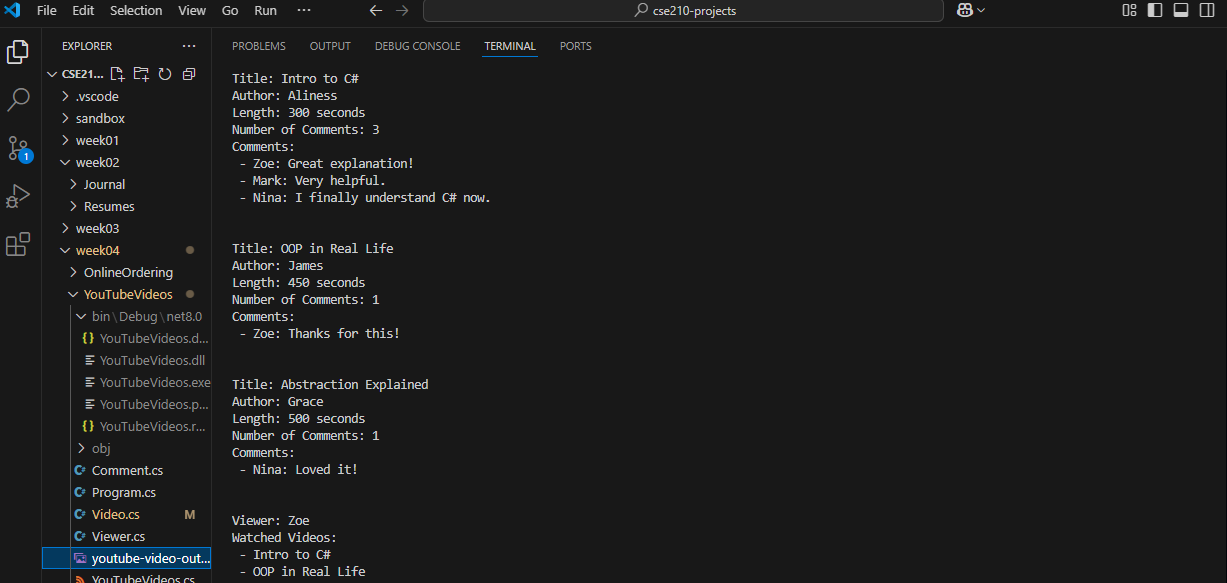 File Edit Selection View Go Run ··· cse210-projects
EXPLORER ···
CSE21...
.vscode
sandbox
week01
week02
Journal
Resumes
week03
week04
OnlineOrdering
YouTubeVideos
bin\Debug\net8.0
{} YouTubeVideos.d...
YouTubeVideos.dll
YouTubeVideos.exe
YouTubeVideos.p...
{} YouTubeVideos.r...
obj
C# Comment.cs
C# Program.cs
C# Video.cs M
C# Viewer.cs
youtube-video-out...
YouTubeVideos.cs
1
PROBLEMS OUTPUT DEBUG CONSOLE TERMINAL PORTS
Title: Intro to C#
Author: Aliness
Length: 300 seconds
Number of Comments: 3
Comments:
- Zoe: Great explanation!
- Mark: Very helpful.
- Nina: I finally understand C# now.
Title: OOP in Real Life
Author: James
Length: 450 seconds
Number of Comments: 1
Comments:
- Zoe: Thanks for this!
Title: Abstraction Explained
Author: Grace
Length: 500 seconds
Number of Comments: 1
Comments:
- Nina: Loved it!
Viewer: Zoe
Watched Videos:
- Intro to C#
- OOP in Real Life